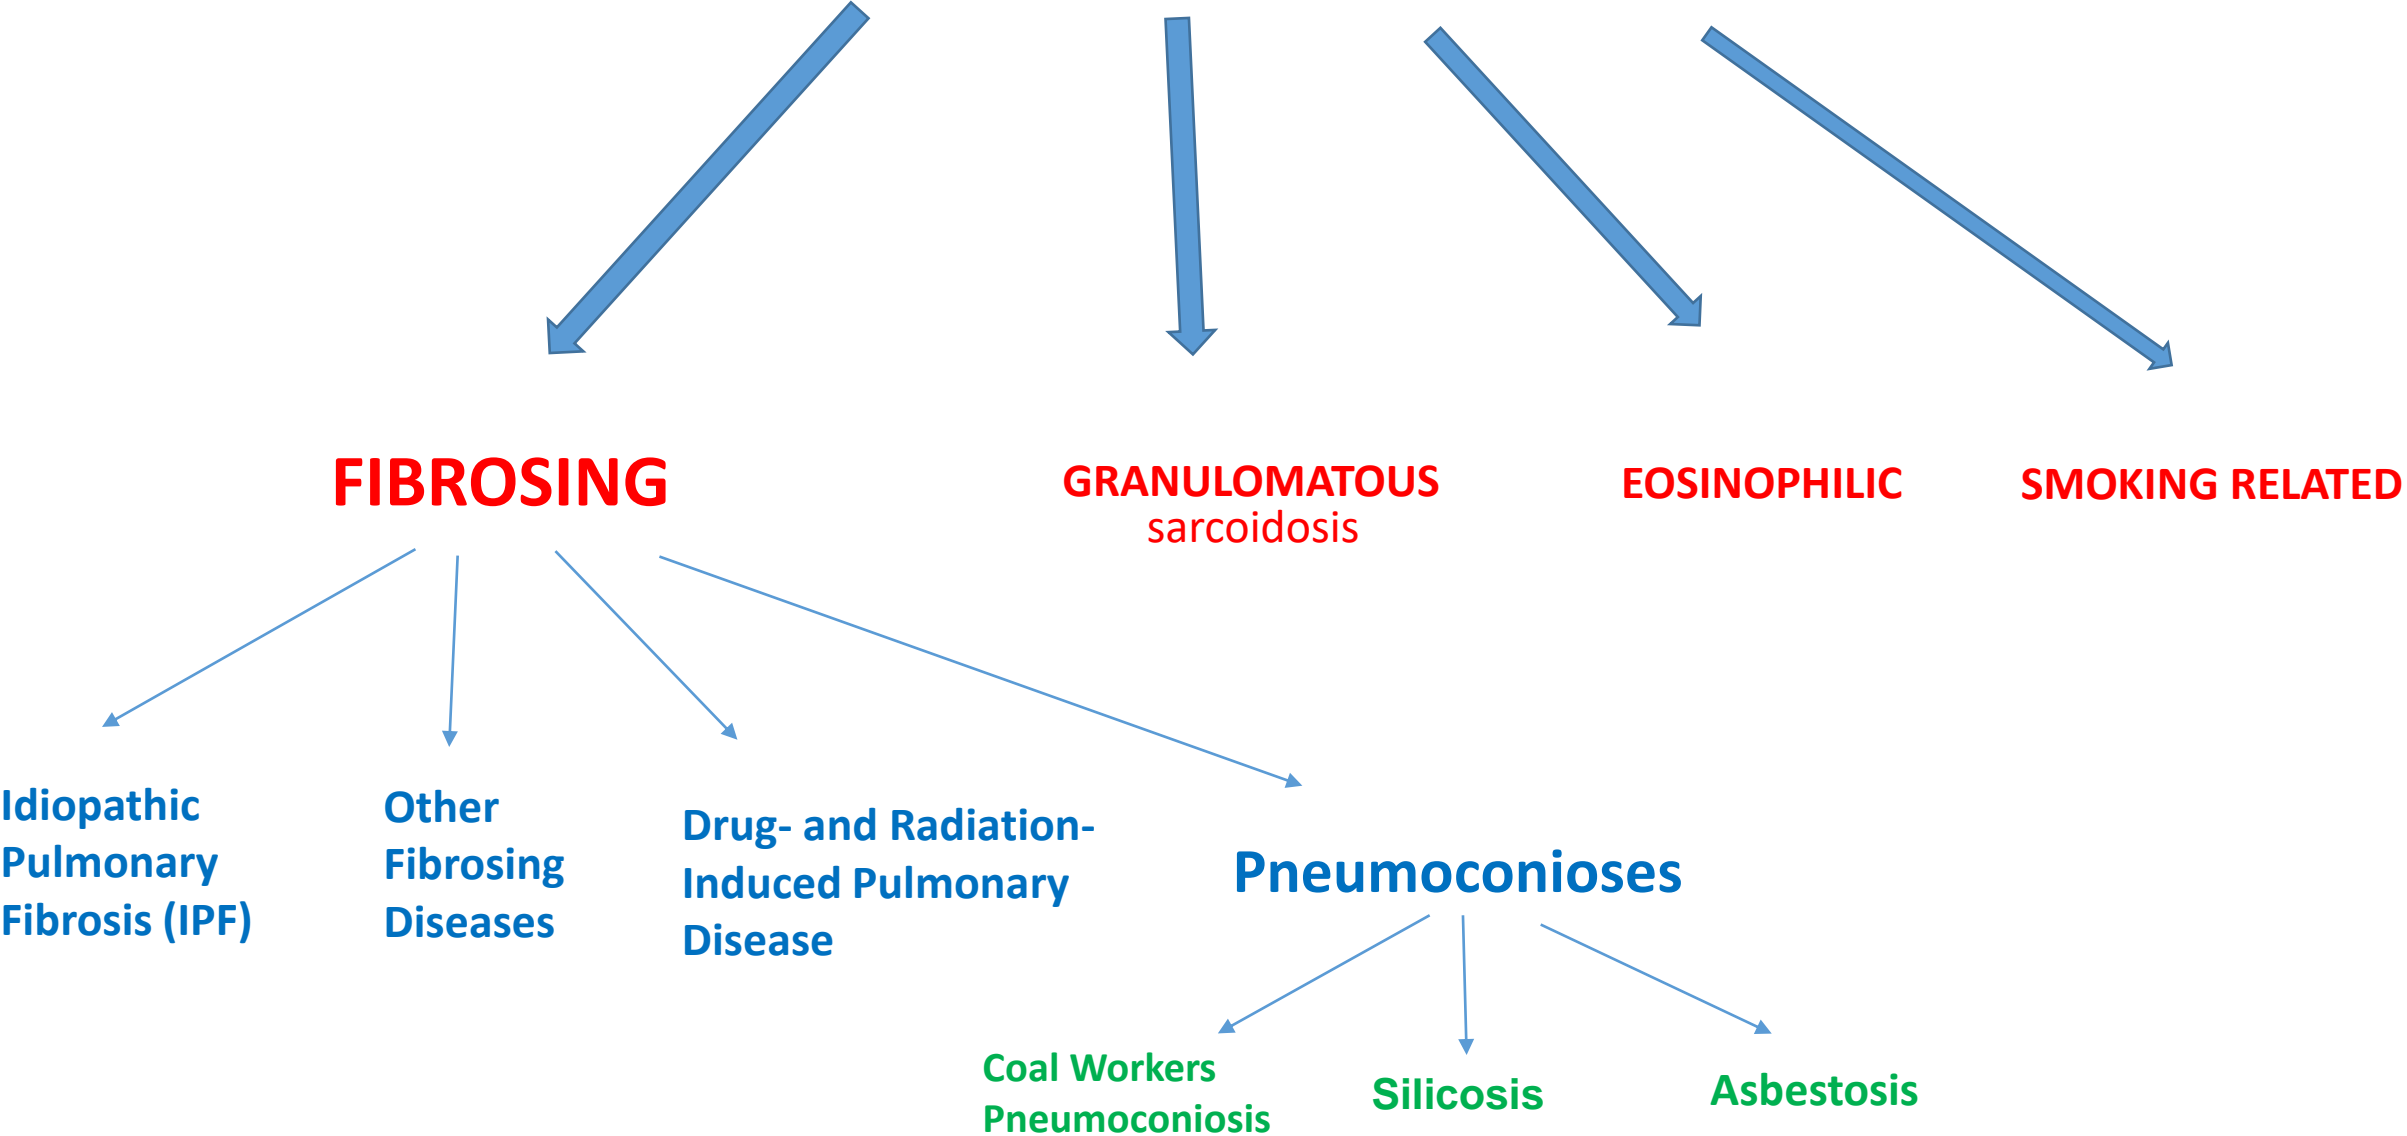 FIBROSING
GRANULOMATOUS
sarcoidosis
EOSINOPHILIC
SMOKING RELATED
Idiopathic
Pulmonary
Fibrosis (IPF)
Other
Fibrosing
Diseases
Drug- and Radiation-
Induced Pulmonary
Disease
Pneumoconioses
Coal Workers
Pneumoconiosis
Silicosis
Asbestosis